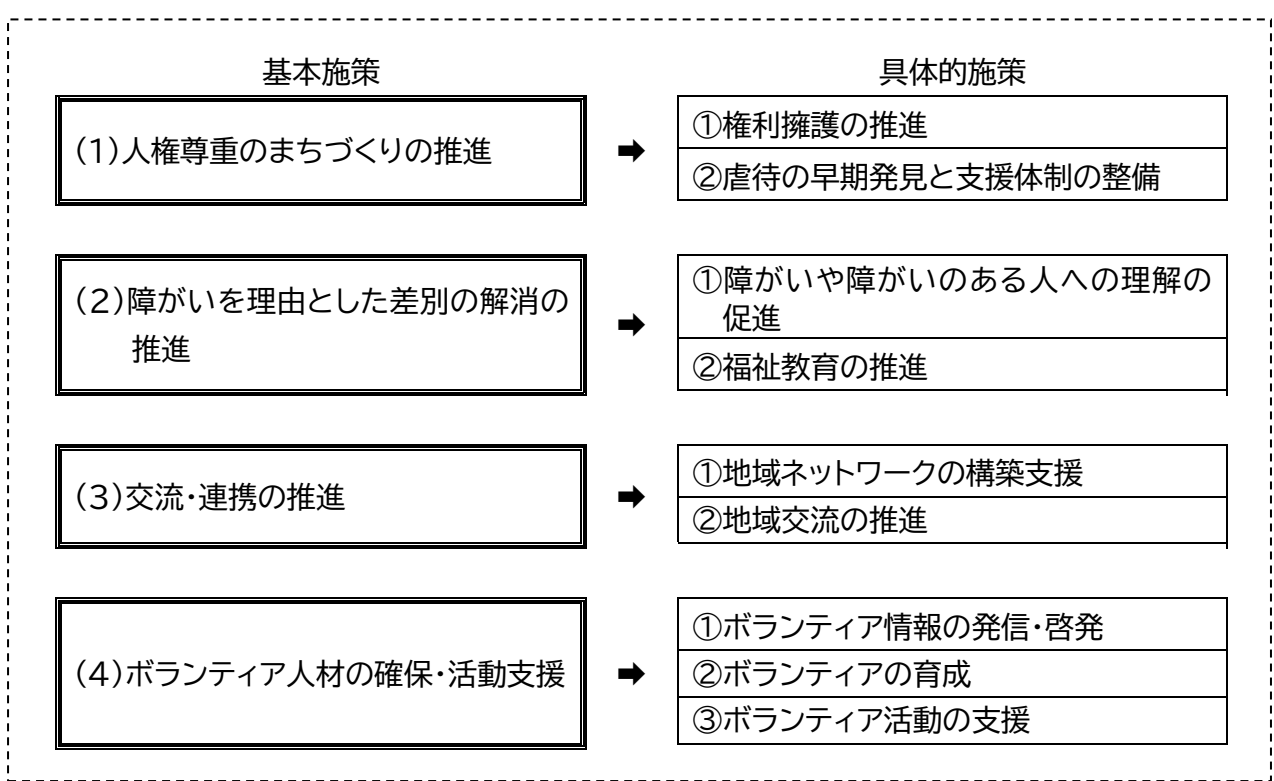 基本施策
具体的施策
(1)人権尊重のまちづくりの推進
➡
①権利擁護の推進
②虐待の早期発見と支援体制の整備
(2)障がいを理由とした差別の解消の
推進
➡
①障がいや障がいのある人への理解の
促進
②福祉教育の推進
(3)交流・連携の推進
➡
①地域ネットワークの構築支援
②地域交流の推進
(4)ボランティア人材の確保・活動支援
➡
①ボランティア情報の発信・啓発
②ボランティアの育成
③ボランティア活動の支援